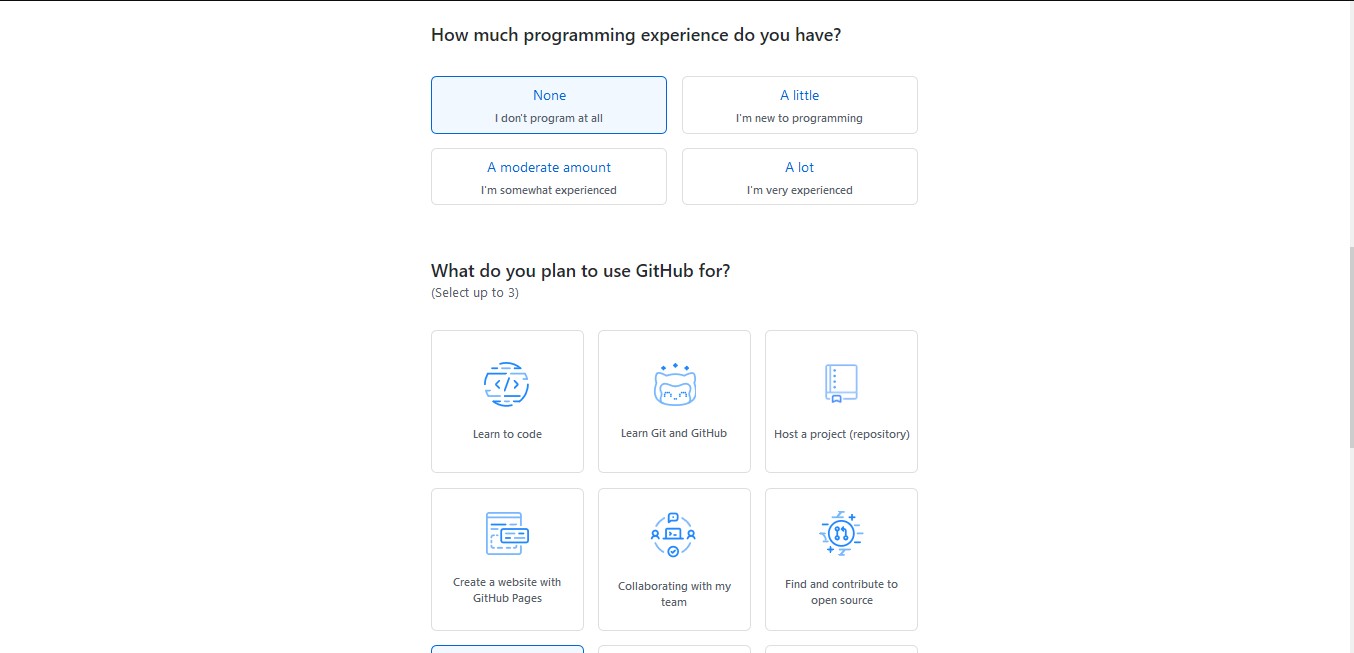 How much programming experience do you have?
None
I don't program at all
A little
I'm new to programming
A moderate amount
I'm somewhat experienced
A lot
I'm very experienced
What do you plan to use GitHub for?
(Select up to 3)
Learn to code
Learn Git and GitHub
Host a project (repository)
Create a website with
GitHub Pages
Collaborating with my
team
Find and contribute to
open source